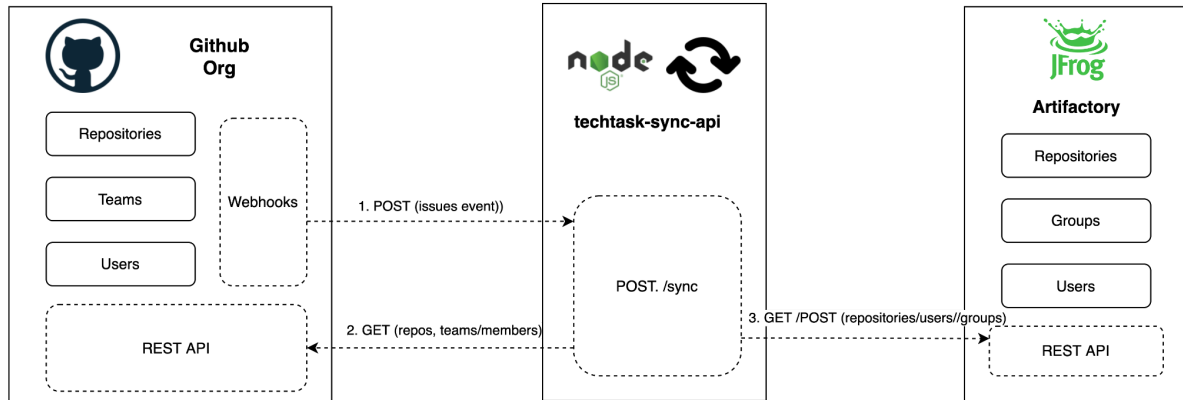 Github
Org
Repositories
Teams
Users
Webhooks
REST API
1. POST (issues event))
2. GET (repos, teams/members)
node
JS
techtask-sync-api
POST. /sync
3. GET /POST (repositories/users//groups)
JFrog
Artifactory
Repositories
Groups
Users
REST API